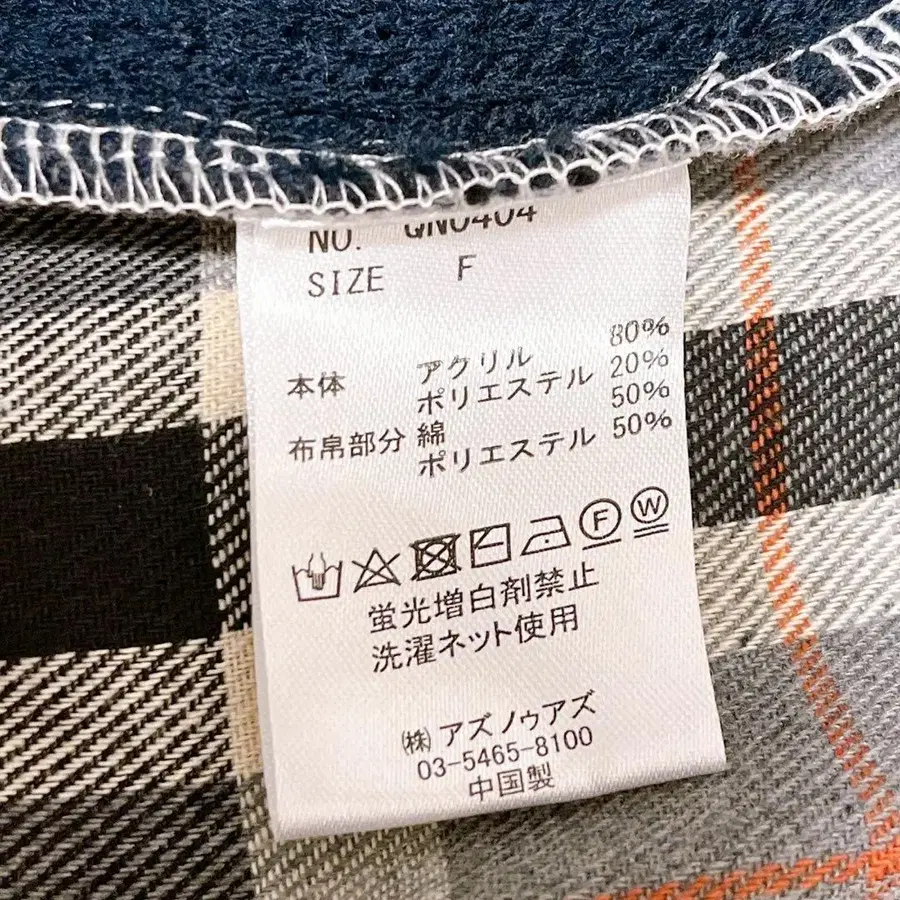 NO. QN0404
SIZE F
本体 アクリル 80%
ポリエステル 20%
布帛部分 綿 50%
ポリエステル 50%
F W
蛍光増白剤禁止
洗濯ネット使用
㈱アズノゥアズ
03-5465-8100
中国製